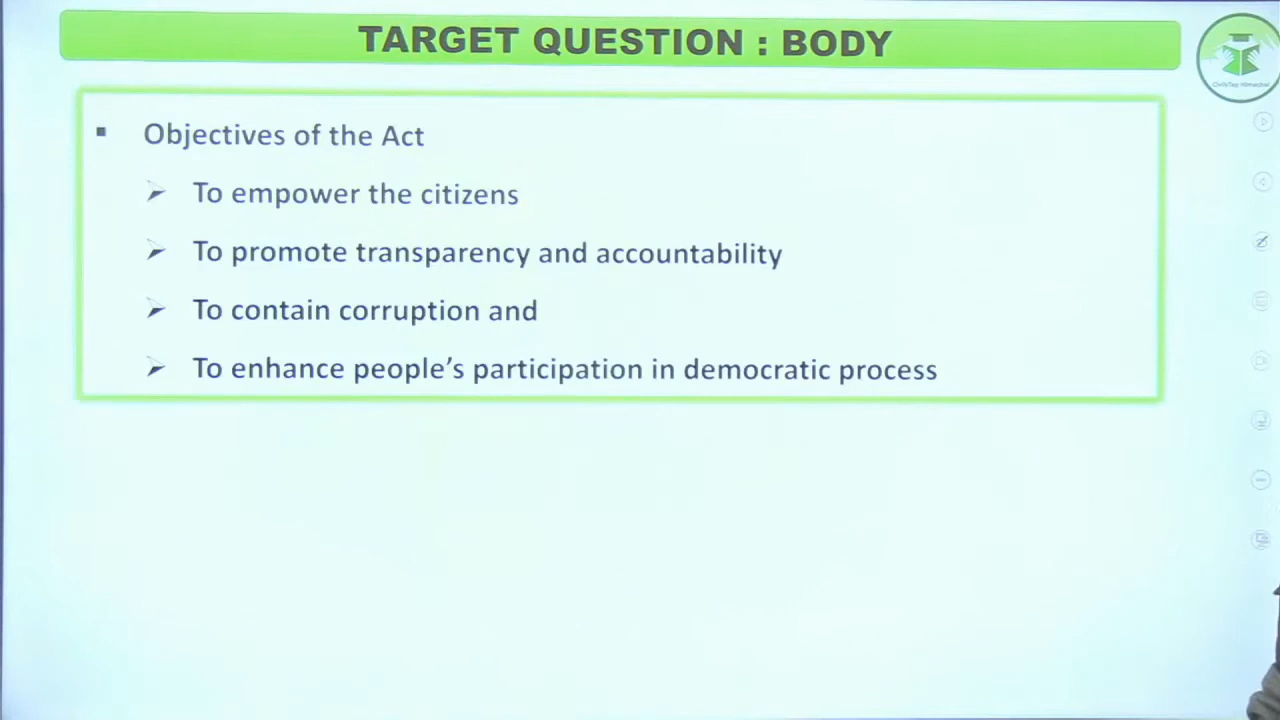 TARGET QUESTION : BODY
Objectives of the Act
To empower the citizens
To promote transparency and accountability
To contain corruption and
To enhance people's participation in democratic process